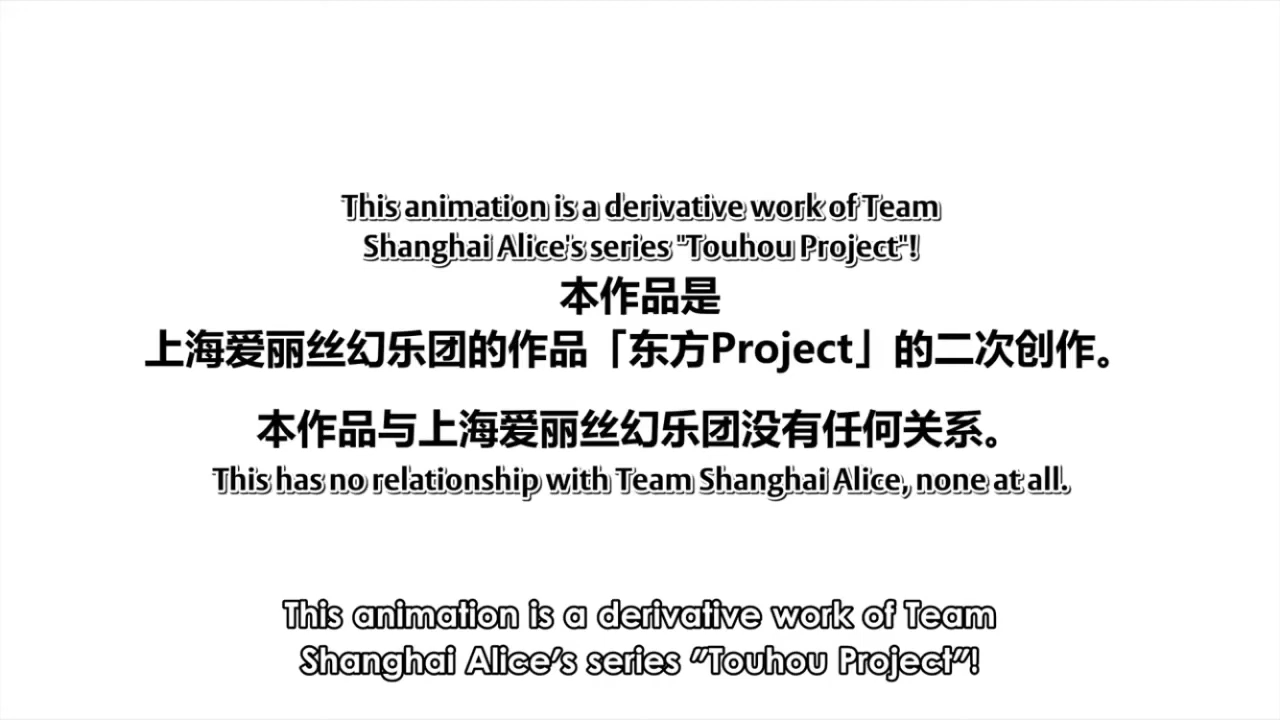 This animation is a derivative work of Team
Shanghai Alice's series "Touhou Project"!
本作品是
上海爱丽丝幻乐团的作品「东方Project」的二次创作。
本作品与上海爱丽丝幻乐团没有任何关系。
This has no relationship with Team Shanghai Alice, none at all.
This animation is a derivative work of Team
Shanghai Alice's series "Touhou Project"!